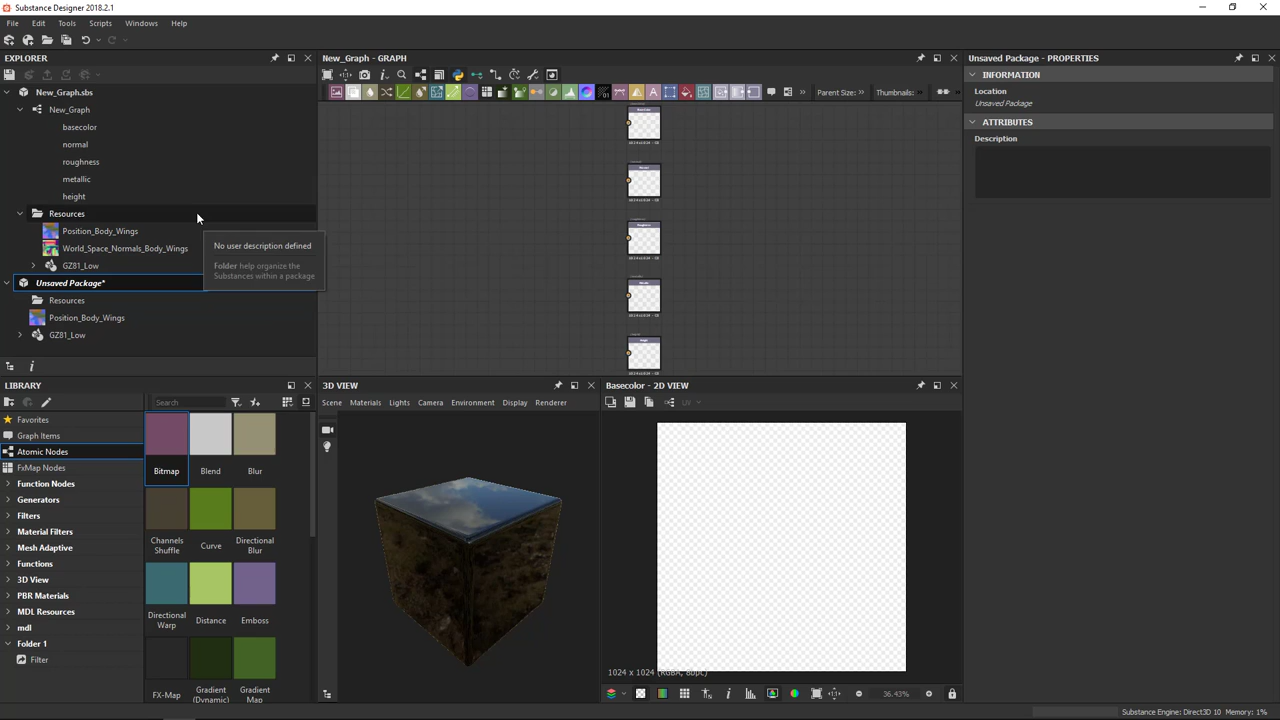 Substance Designer 2018.2.1
File Edit Tools Scripts Windows Help
EXPLORER
New_Graph.sbs
New_Graph
basecolor
normal
roughness
metallic
height
Resources
Position_Body_Wings
World_Space_Normals_Body_Wings
GZ81_Low
Unsaved Package*
Resources
Position_Body_Wings
GZ81_Low
No user description defined
Folder help organize the
Substances within a package
New_Graph - GRAPH
Parent Size: Thumbnails:
Unsaved Package - PROPERTIES
INFORMATION
Location
Unsaved Package
ATTRIBUTES
Description
LIBRARY
Search
Favorites
Graph Items
Atomic Nodes
FxMap Nodes
Function Nodes
Generators
Filters
Material Filters
Mesh Adaptive
Functions
3D View
PBR Materials
MDL Resources
mdl
Folder 1
Filter
Bitmap Blend Blur
Channels
Shuffle
Curve
Directional
Blur
Directional
Warp
Distance Emboss
FX-Map
Gradient
(Dynamic)
Gradient
Map
3D VIEW
Scene Materials Lights Camera Environment Display Renderer
Basecolor - 2D VIEW
UV
1024 x 1024 (RGBA, 8bpc)
36.43%
Substance Engine: Direct3D 10 Memory: 1%